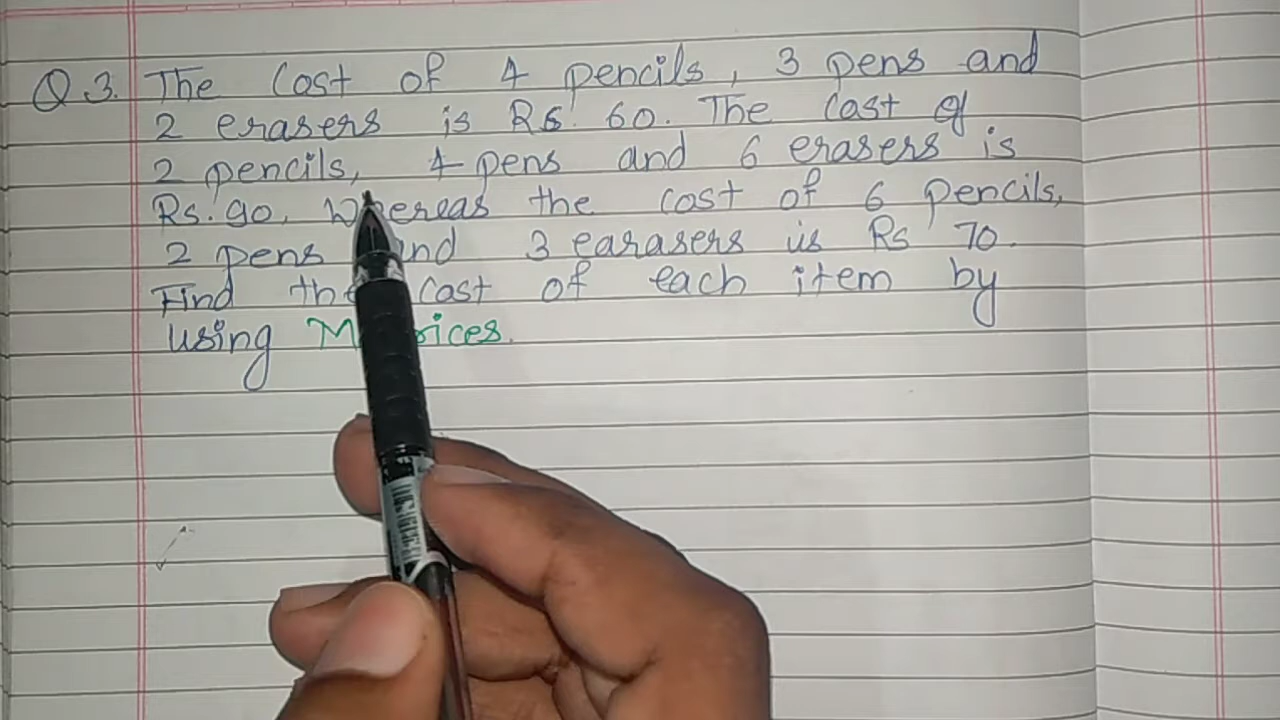 Q 3. The Cost of 4 pencils, 3 pens and
2 erasers is Rs. 60. The cost of
2 pencils, 4 pens and 6 erasers is
Rs. 90, Whereas the cost of 6 pencils,
2 pens and 3 earasers is Rs 70.
Find the cost of each item by
using Matrices.